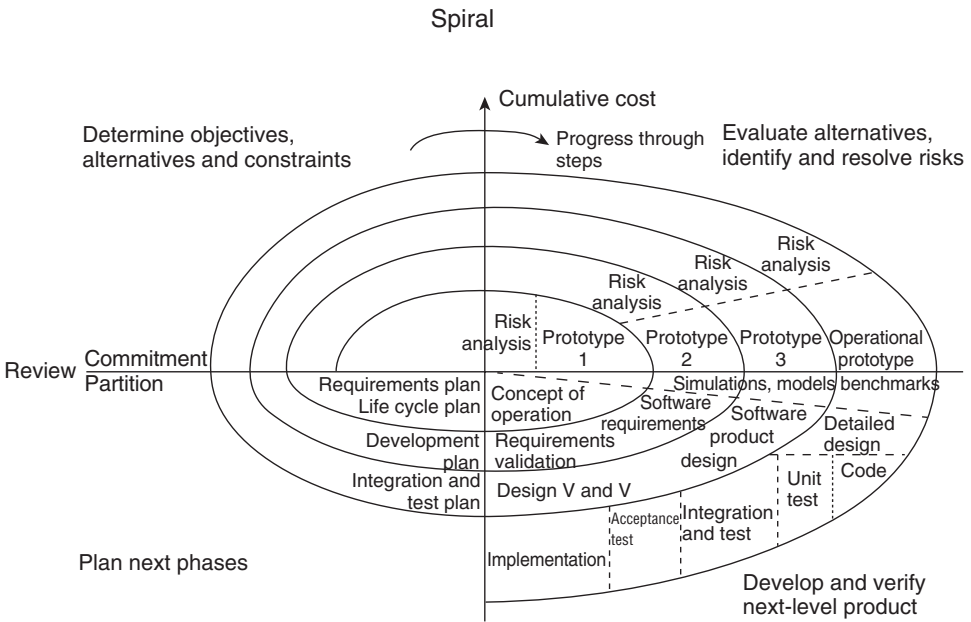 Spiral
Cumulative cost
Determine objectives,
alternatives and constraints
Progress through
steps
Evaluate alternatives,
identify and resolve risks
Risk
analysis
Risk
analysis
Risk
analysis
Risk
analysis
Prototype
1
Prototype
2
Prototype
3
Operational
prototype
Review
Commitment
Partition
Requirements plan
Life cycle plan
Concept of
operation
Simulations, models benchmarks
Software
requirements
Software
product
design
Detailed
design
Development
plan
Requirements
validation
Integration and
test plan
Design V and V
Unit
test
Code
Implementation
Acceptance
test
Integration
and test
Plan next phases
Develop and verify
next-level product